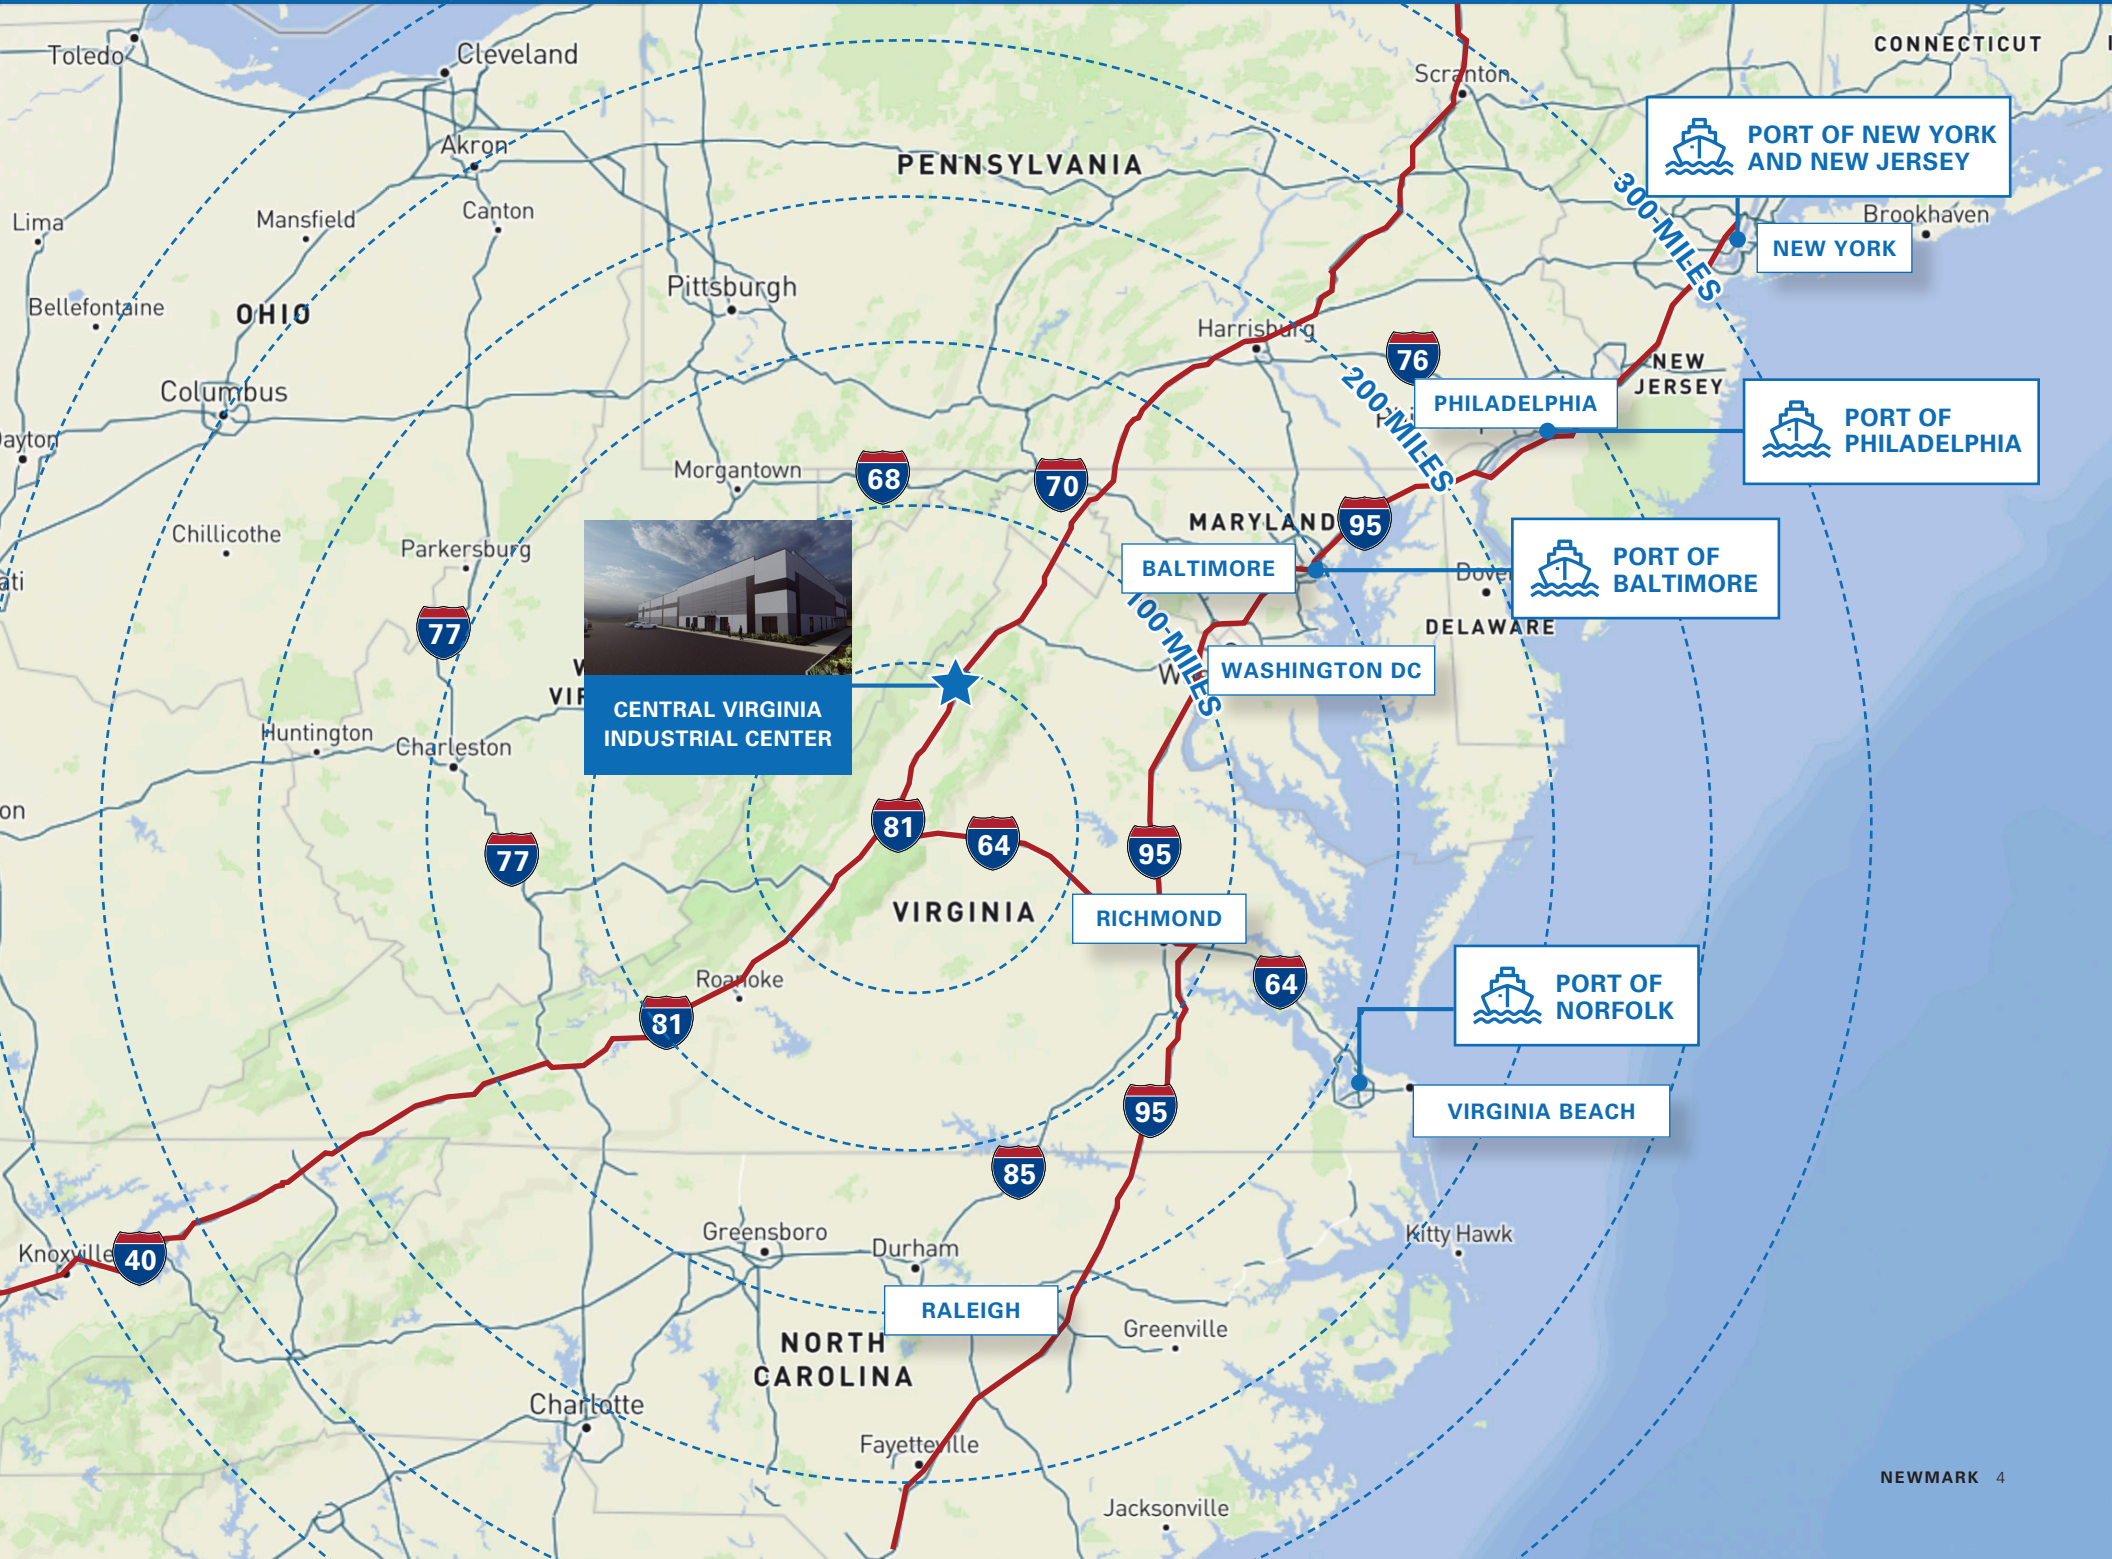 Toledo
Cleveland
Akron
Canton
Lima
Mansfield
Bellefontaine
OHIO
Columbus
Dayton
Chillicothe
Parkersburg
Huntington
Charleston
Pittsburgh
PENNSYLVANIA
Scranton
CONNECTICUT
PORT OF NEW YORK
AND NEW JERSEY
300-MILES
Brookhaven
NEW YORK
Harrisburg
76
NEW
JERSEY
200-MILES
PHILADELPHIA
PORT OF
PHILADELPHIA
Morgantown
68
70
MARYLAND
95
BALTIMORE
PORT OF
BALTIMORE
Dover
DELAWARE
100-MILES
WASHINGTON DC
77
CENTRAL VIRGINIA
INDUSTRIAL CENTER
81
64
95
77
VIRGINIA
RICHMOND
Roanoke
64
PORT OF
NORFOLK
81
VIRGINIA BEACH
95
85
Kitty Hawk
Knoxville
40
Greensboro
Durham
RALEIGH
Greenville
NORTH
CAROLINA
Charlotte
Fayetteville
Jacksonville
NEWMARK 4